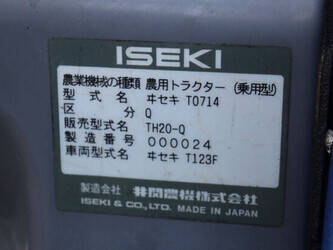 ISEKI
農業機械の種類 農用トラクター (乗用型)
型式名 ヰセキ T0714
区分 Q
販売型式名 TH20-Q
製造番号 000024
車両型式名 ヰセキ T123F
製造会社 井関農機株式会社
ISEKI & CO., LTD. MADE IN JAPAN